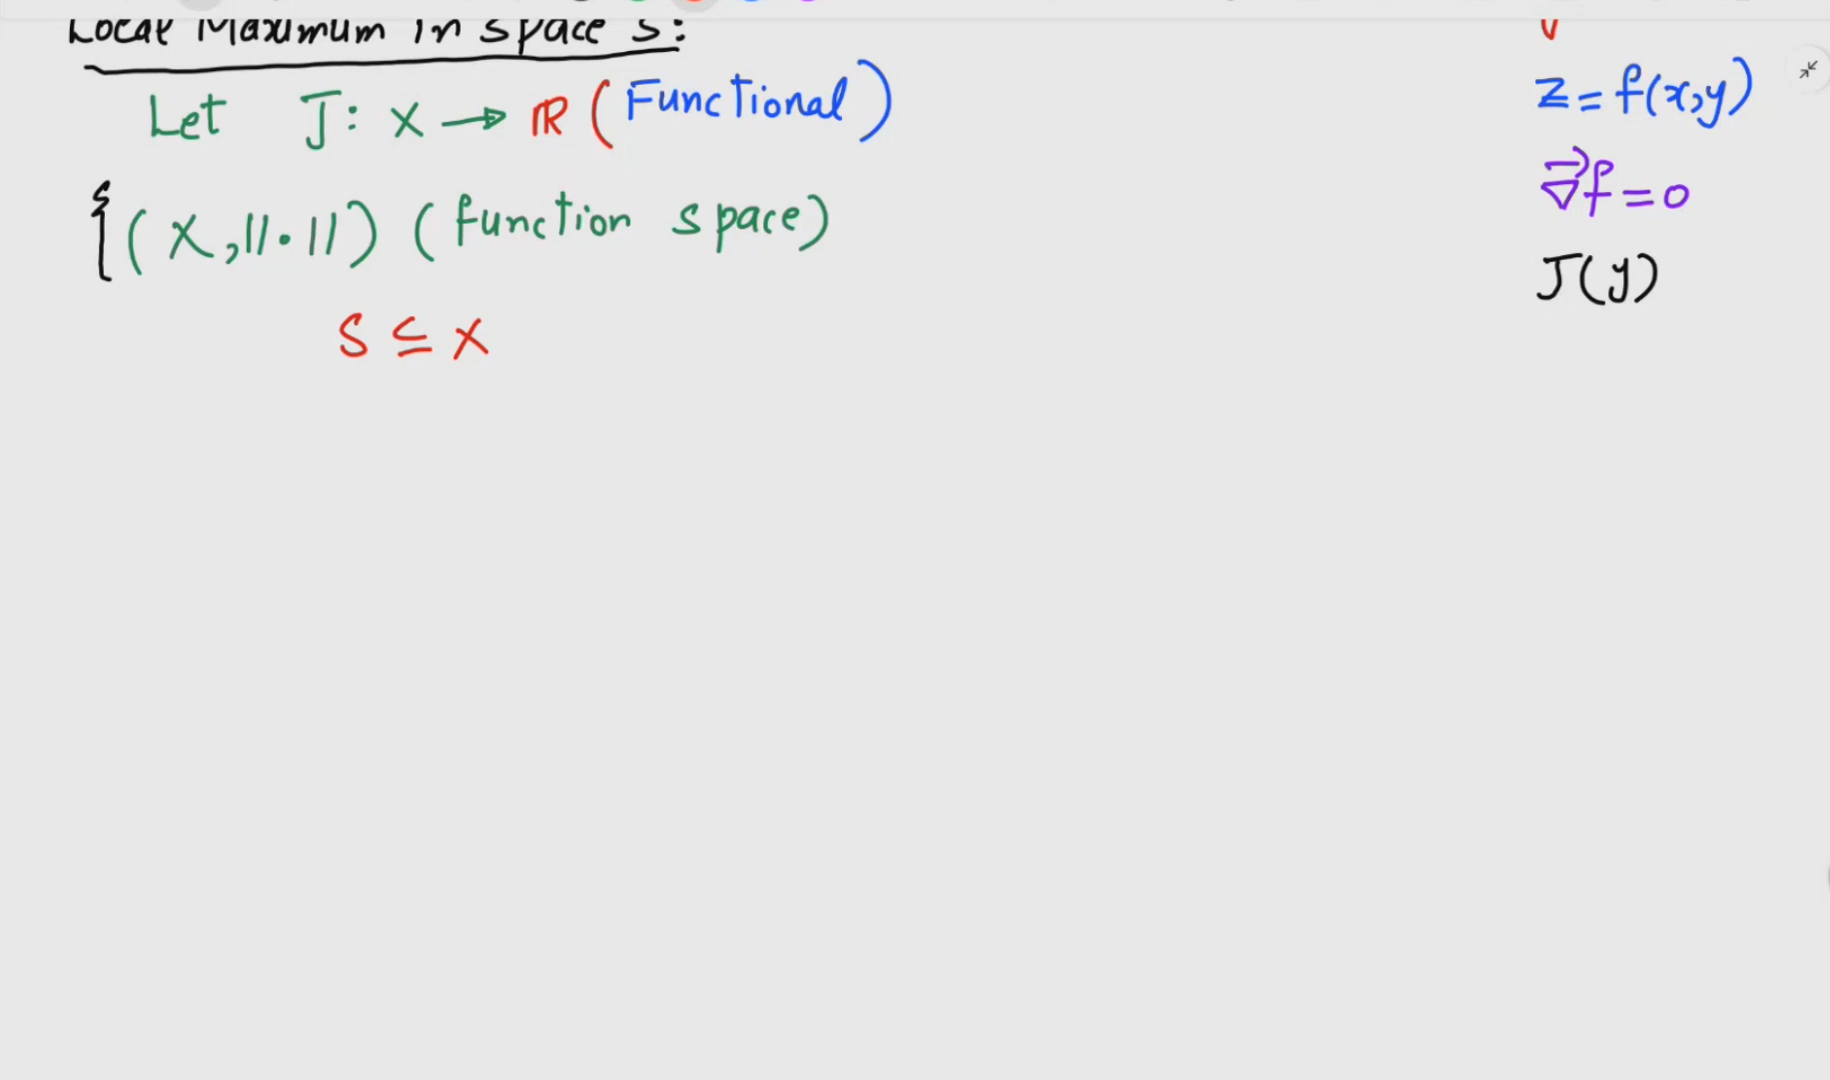 Local Maximum in space S:
Let J: X → ℝ (Functional)
{(X, ||·||) (function space)
S ⊆ X
z = f(x,y)
∇⃗f = 0
J(y)